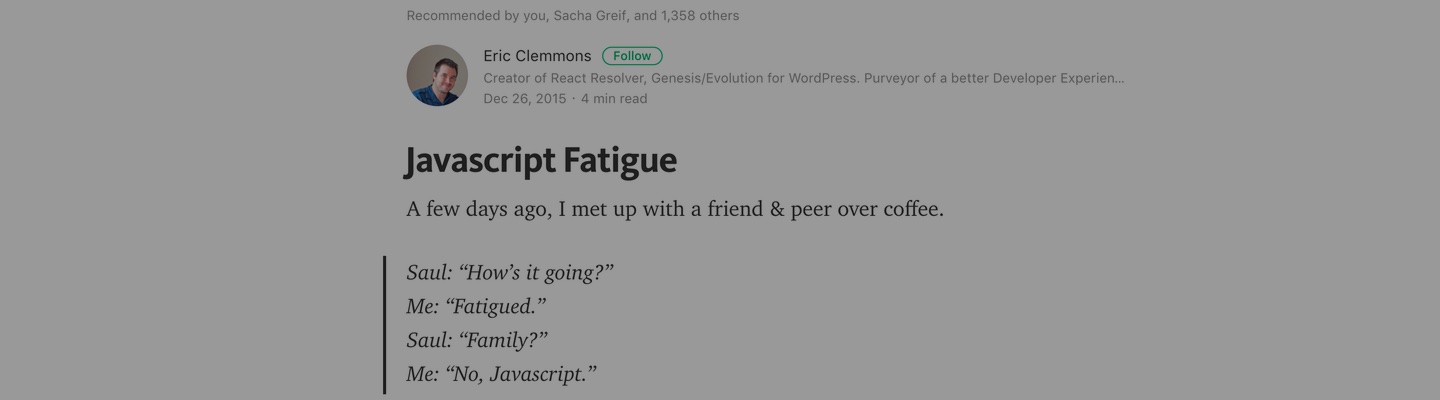 Recommended by you, Sacha Greif, and 1,358 others
Eric Clemmons Follow
Creator of React Resolver, Genesis/Evolution for WordPress. Purveyor of a better Developer Experien...
Dec 26, 2015 · 4 min read
Javascript Fatigue
A few days ago, I met up with a friend & peer over coffee.
Saul: “How’s it going?”
Me: “Fatigued.”
Saul: “Family?”
Me: “No, Javascript.”